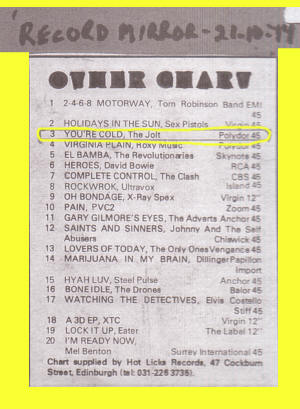 RECORD MIRROR - 21-10-77
OTHER CHART
1 2-4-6-8 MOTORWAY, Tom Robinson Band EMI
45
2 HOLIDAYS IN THE SUN, Sex Pistols Virgin 45
3 YOU'RE COLD, The Jolt Polydor 45
4 VIRGINIA PLAIN, Roxy Music Polydor 45
5 EL BAMBA, The Revolutionaries Skynote 45
6 HEROES, David Bowie RCA 45
7 COMPLETE CONTROL, The Clash CBS 45
8 ROCKWROK, Ultravox Island 45
9 OH BONDAGE, X-Ray Spex Virgin 12"
10 PAIN, PVC2 Zoom 45
11 GARY GILMORE'S EYES, The Adverts Anchor 45
12 SAINTS AND SINNERS, Johnny And The Self
Abusers Chiswick 45
13 LOVERS OF TODAY, The Only Ones Vengance 45
14 MARIJUANA IN MY BRAIN, Dillinger Papillon
Import
15 HYAH LUV, Steel Pulse Anchor 45
16 BONE IDLE, The Drones Balor 45
17 WATCHING THE DETECTIVES, Elvis Costello
Stiff 45
18 A 3D EP, XTC Virgin 12"
19 LOCK IT UP, Eater The Label 12"
20 I'M READY NOW,
Mel Benton Surrey International 45
Chart supplied by Hot Licks Records, 47 Cockburn
Street, Edinburgh (tel: 031-225 3735).